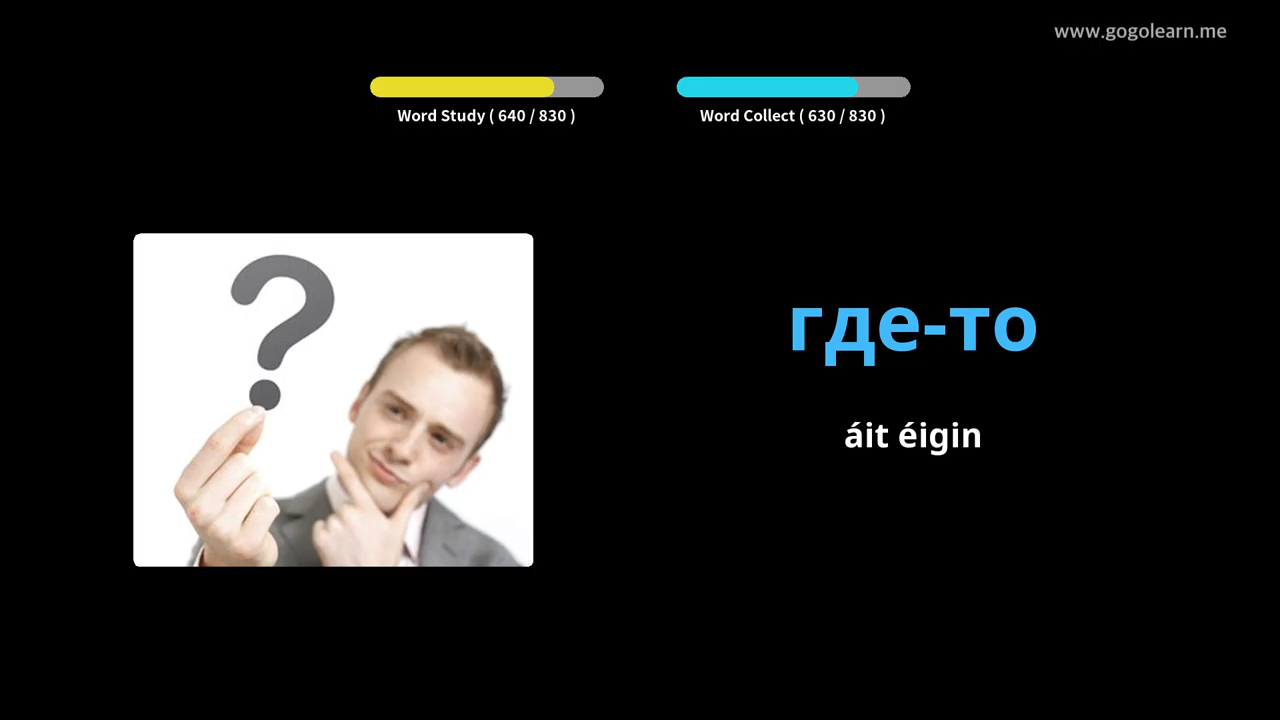 www.gogolearn.me
Word Study ( 640 / 830 )
Word Collect ( 630 / 830 )
где-то
áit éigin